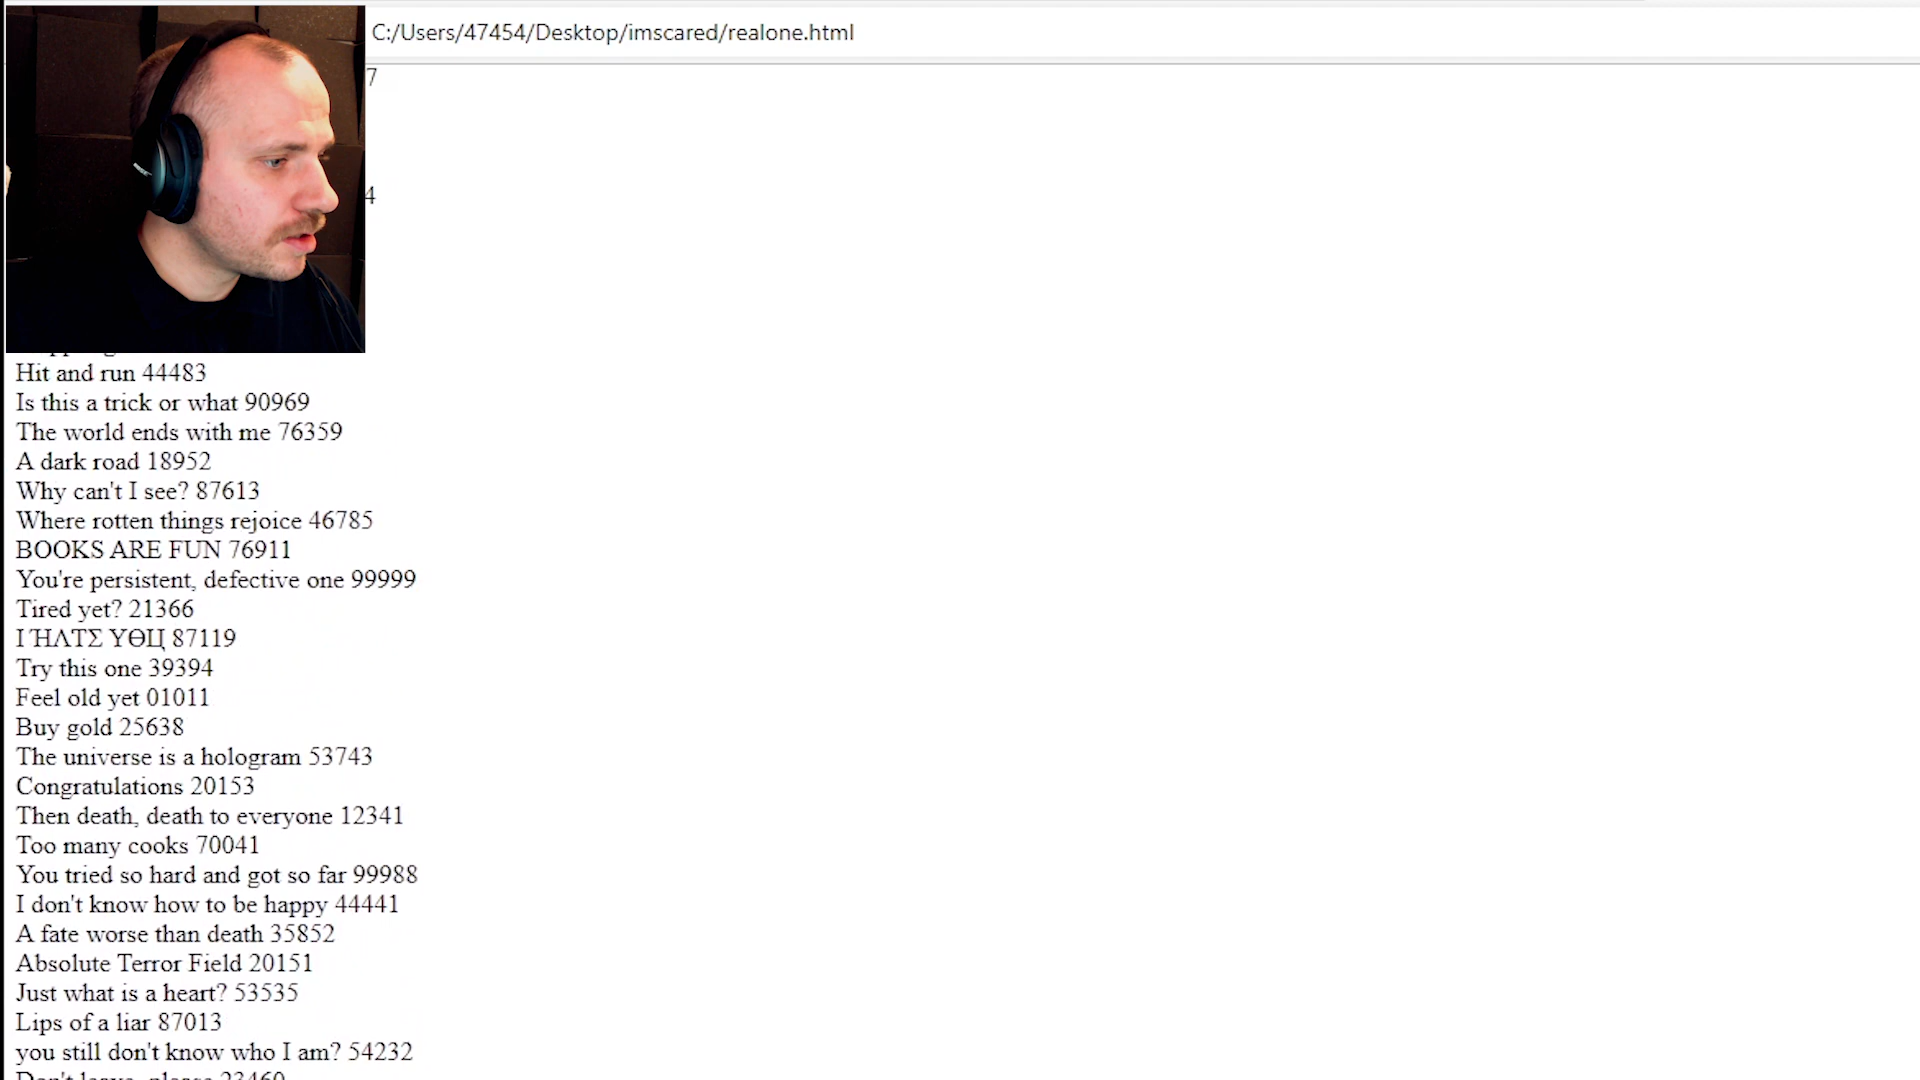 C:/Users/47454/Desktop/imscared/realone.html
7
4
Hit and run 44483
Is this a trick or what 90969
The world ends with me 76359
A dark road 18952
Why can't I see? 87613
Where rotten things rejoice 46785
BOOKS ARE FUN 76911
You're persistent, defective one 99999
Tired yet? 21366
I ΉΛTΣ YӨЦ 87119
Try this one 39394
Feel old yet 01011
Buy gold 25638
The universe is a hologram 53743
Congratulations 20153
Then death, death to everyone 12341
Too many cooks 70041
You tried so hard and got so far 99988
I don't know how to be happy 44441
A fate worse than death 35852
Absolute Terror Field 20151
Just what is a heart? 53535
Lips of a liar 87013
you still don't know who I am? 54232
Don't leave, please 23460